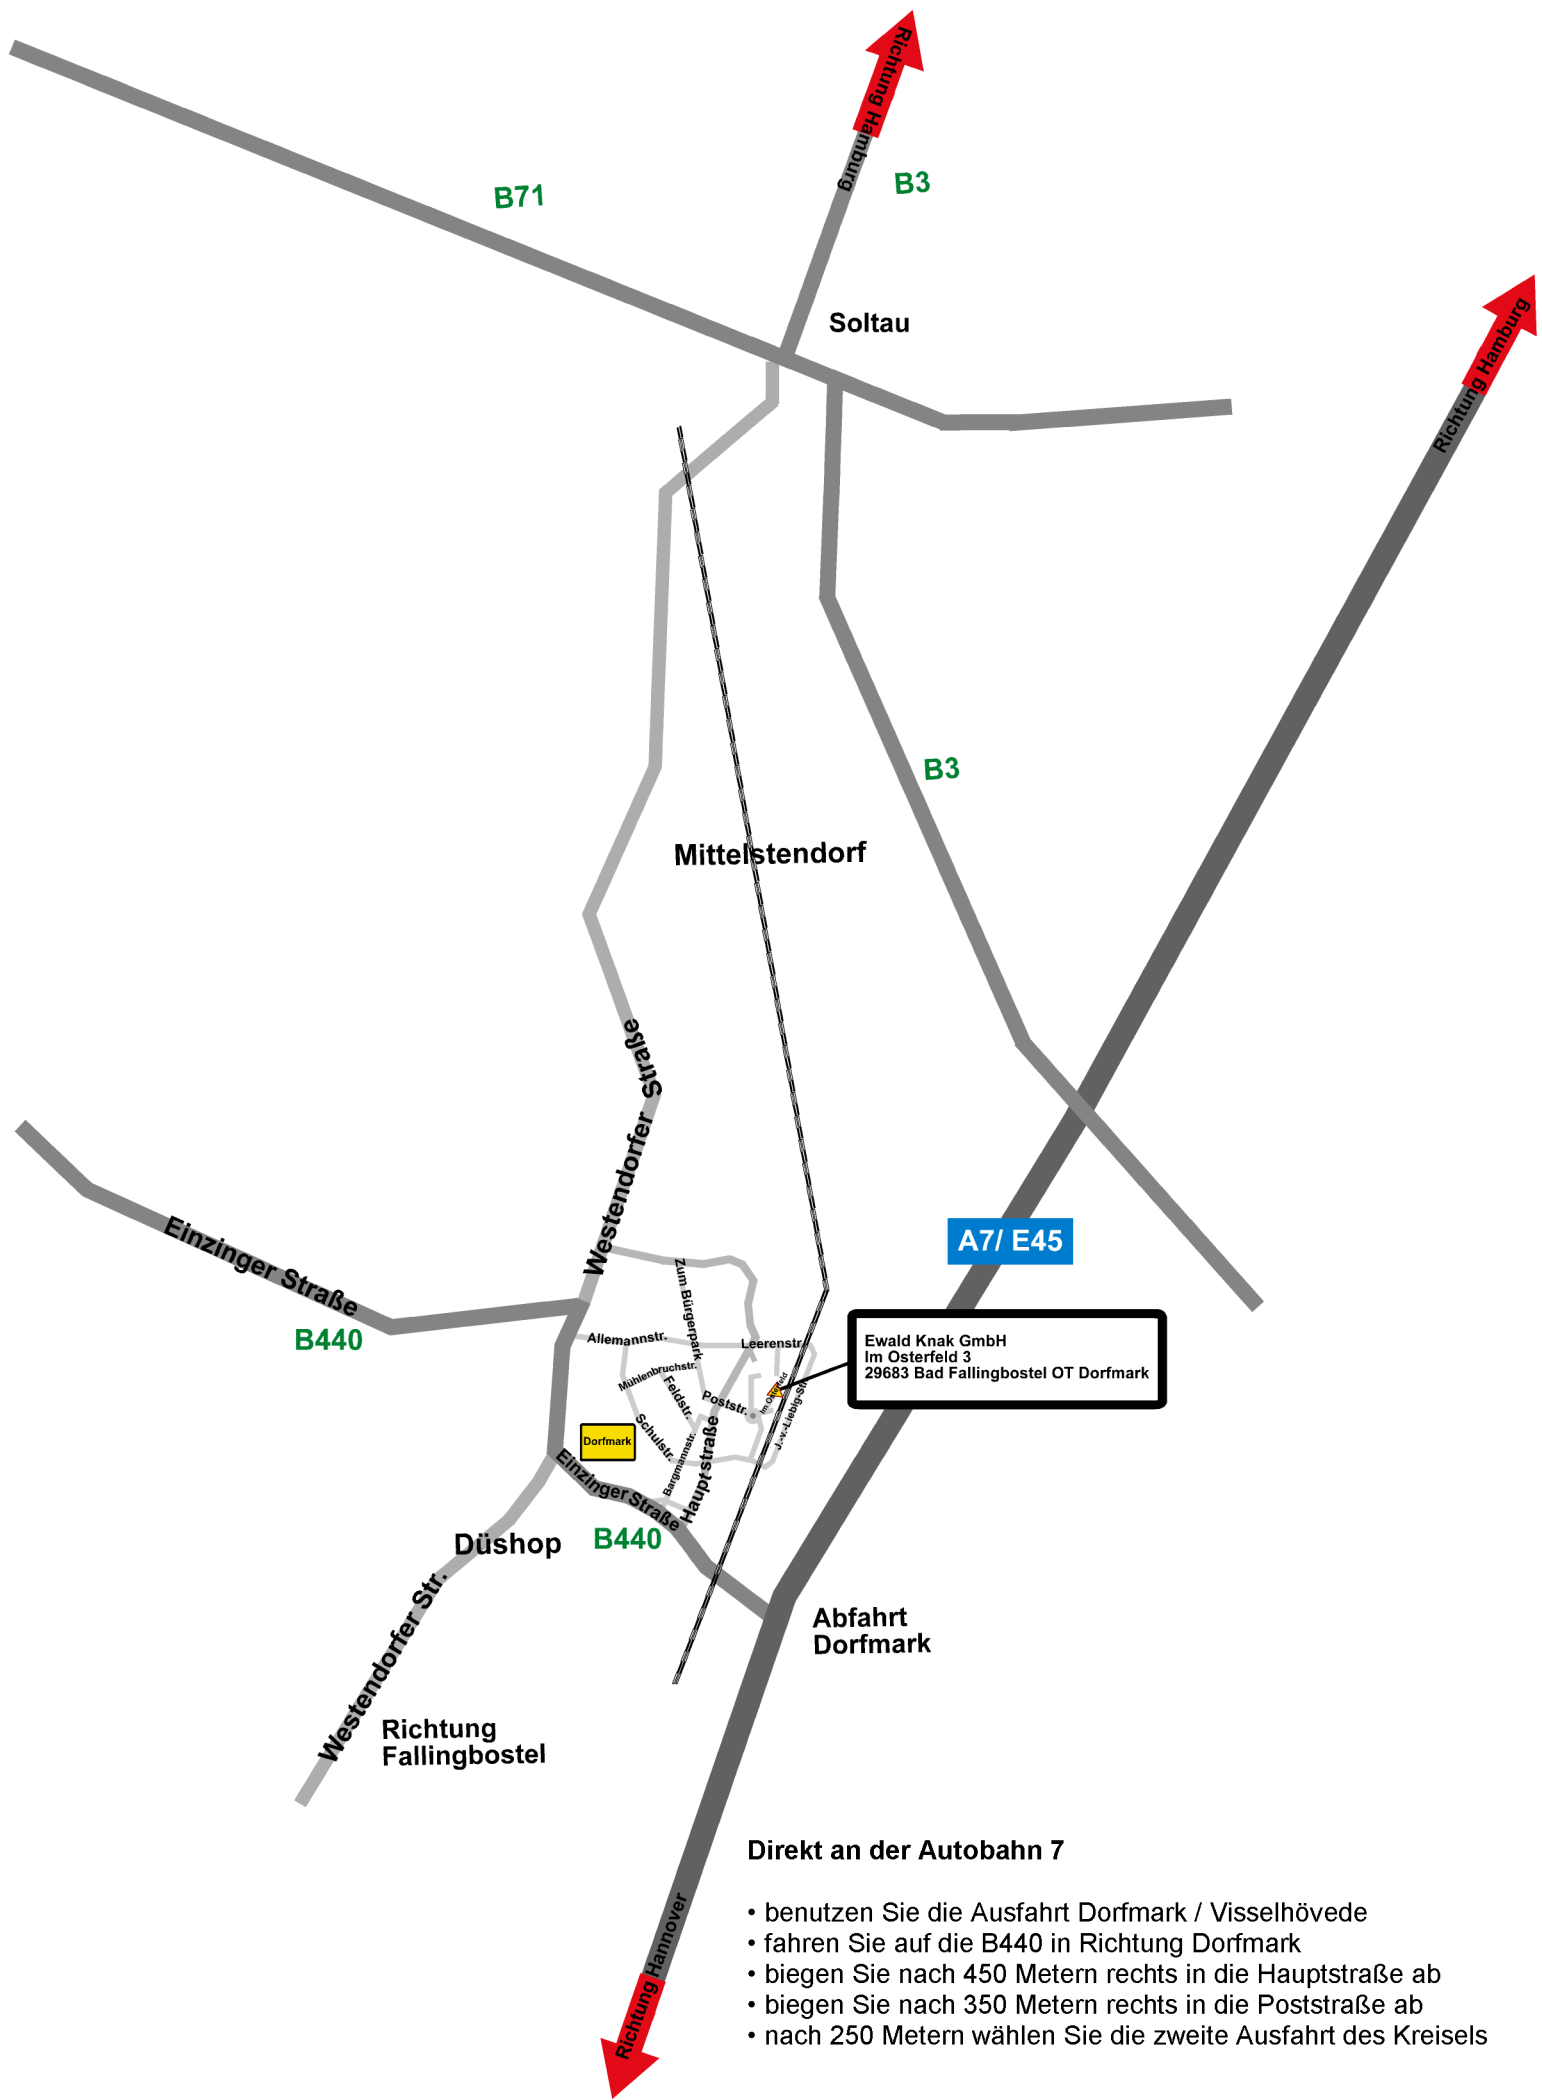 Richtung Hamburg
B3
B71
Soltau
Richtung Hamburg
B3
Mittelstendorf
Westendorfer Straße
Einzinger Straße
B440
A7/ E45
Zum Bürgerpark
Allemannstr.
Leerenstr.
Ewald Knak GmbH
Im Osterfeld 3
29683 Bad Fallingbostel OT Dorfmark
Mühlenbruchstr.
Feldstr.
Poststr.
Im Osterfeld
J.-v.-Liebig-Str.
Schulstr.
Bargmannstr.
Hauptstraße
Dorfmark
Einzinger Straße
B440
Düshop
Westendorfer Str.
Abfahrt
Dorfmark
Richtung
Fallingbostel
Richtung Hannover
Direkt an der Autobahn 7
• benutzen Sie die Ausfahrt Dorfmark / Visselhövede
• fahren Sie auf die B440 in Richtung Dorfmark
• biegen Sie nach 450 Metern rechts in die Hauptstraße ab
• biegen Sie nach 350 Metern rechts in die Poststraße ab
• nach 250 Metern wählen Sie die zweite Ausfahrt des Kreisels